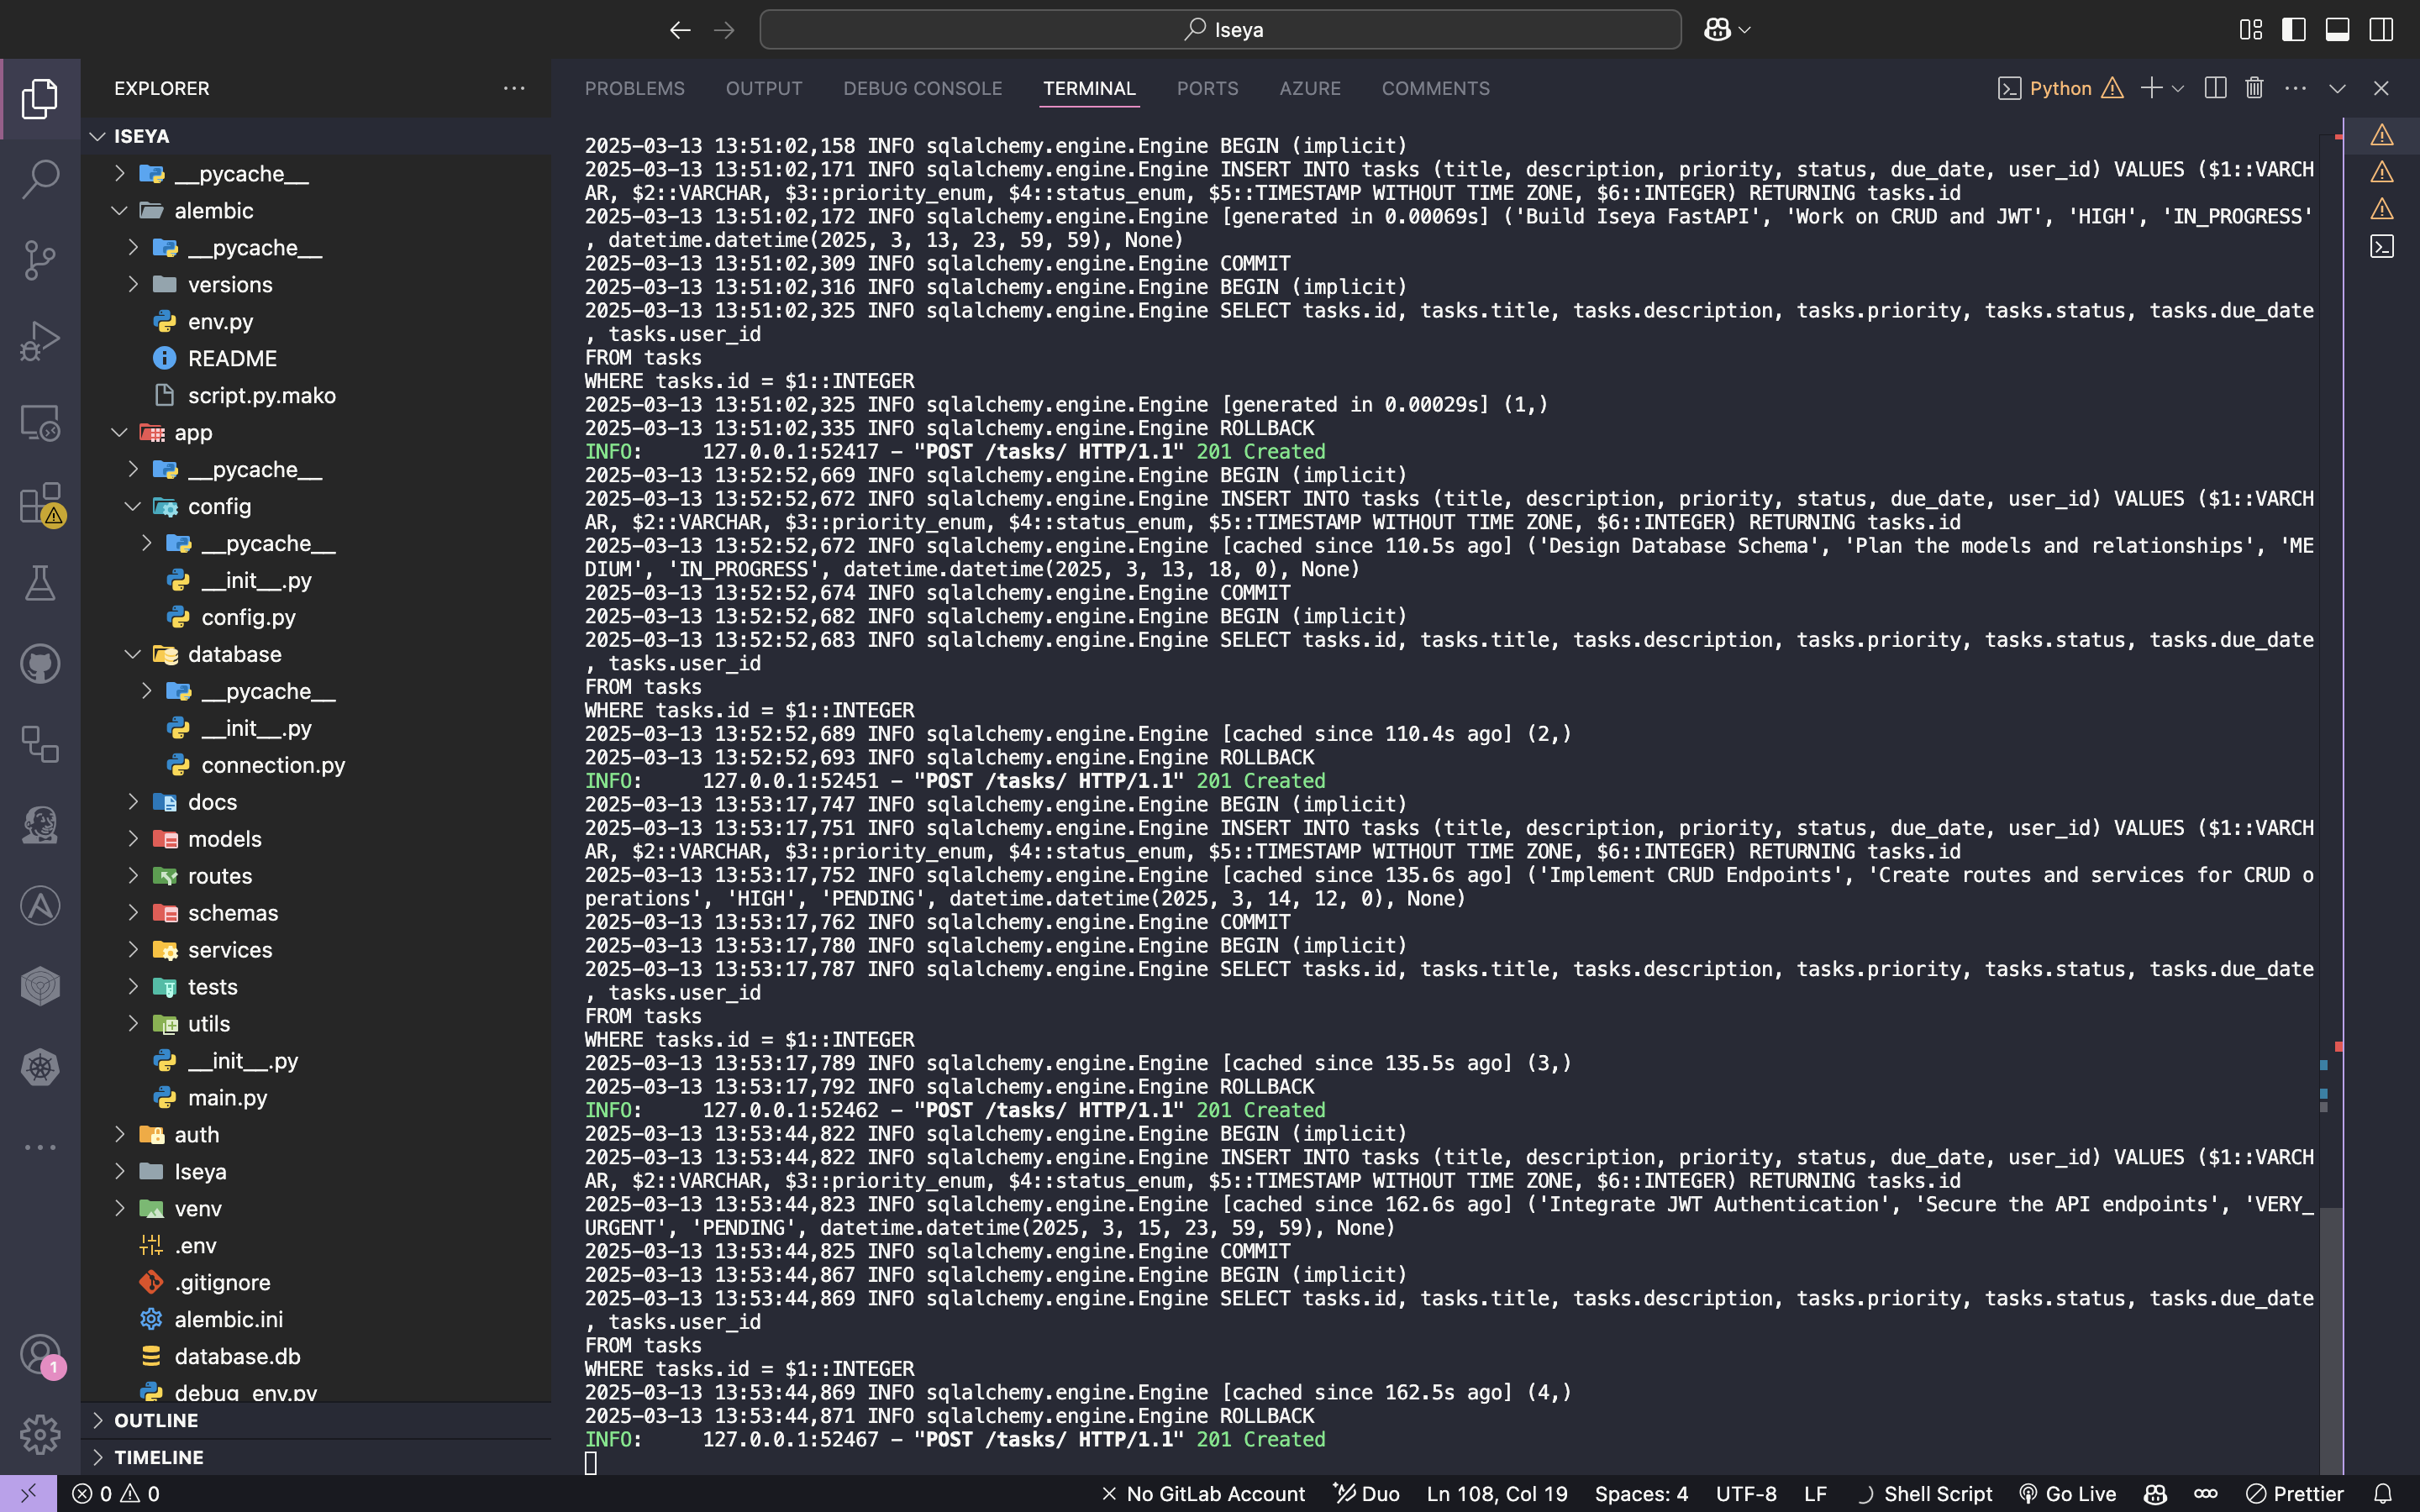 Iseya
EXPLORER
ISEYA
__pycache__
alembic
__pycache__
versions
env.py
README
script.py.mako
app
__pycache__
config
__pycache__
__init__.py
config.py
database
__pycache__
__init__.py
connection.py
docs
models
routes
schemas
services
tests
utils
__init__.py
main.py
auth
Iseya
venv
.env
.gitignore
alembic.ini
database.db
debug_env.py
OUTLINE
TIMELINE
1
PROBLEMS OUTPUT DEBUG CONSOLE TERMINAL PORTS AZURE COMMENTS
Python
2025-03-13 13:51:02,158 INFO sqlalchemy.engine.Engine BEGIN (implicit)
2025-03-13 13:51:02,171 INFO sqlalchemy.engine.Engine INSERT INTO tasks (title, description, priority, status, due_date, user_id) VALUES ($1::VARCH
AR, $2::VARCHAR, $3::priority_enum, $4::status_enum, $5::TIMESTAMP WITHOUT TIME ZONE, $6::INTEGER) RETURNING tasks.id
2025-03-13 13:51:02,172 INFO sqlalchemy.engine.Engine [generated in 0.00069s] ('Build Iseya FastAPI', 'Work on CRUD and JWT', 'HIGH', 'IN_PROGRESS'
, datetime.datetime(2025, 3, 13, 23, 59, 59), None)
2025-03-13 13:51:02,309 INFO sqlalchemy.engine.Engine COMMIT
2025-03-13 13:51:02,316 INFO sqlalchemy.engine.Engine BEGIN (implicit)
2025-03-13 13:51:02,325 INFO sqlalchemy.engine.Engine SELECT tasks.id, tasks.title, tasks.description, tasks.priority, tasks.status, tasks.due_date
, tasks.user_id
FROM tasks
WHERE tasks.id = $1::INTEGER
2025-03-13 13:51:02,325 INFO sqlalchemy.engine.Engine [generated in 0.00029s] (1,)
2025-03-13 13:51:02,335 INFO sqlalchemy.engine.Engine ROLLBACK
INFO: 127.0.0.1:52417 - "POST /tasks/ HTTP/1.1" 201 Created
2025-03-13 13:52:52,669 INFO sqlalchemy.engine.Engine BEGIN (implicit)
2025-03-13 13:52:52,672 INFO sqlalchemy.engine.Engine INSERT INTO tasks (title, description, priority, status, due_date, user_id) VALUES ($1::VARCH
AR, $2::VARCHAR, $3::priority_enum, $4::status_enum, $5::TIMESTAMP WITHOUT TIME ZONE, $6::INTEGER) RETURNING tasks.id
2025-03-13 13:52:52,672 INFO sqlalchemy.engine.Engine [cached since 110.5s ago] ('Design Database Schema', 'Plan the models and relationships', 'ME
DIUM', 'IN_PROGRESS', datetime.datetime(2025, 3, 13, 18, 0), None)
2025-03-13 13:52:52,674 INFO sqlalchemy.engine.Engine COMMIT
2025-03-13 13:52:52,682 INFO sqlalchemy.engine.Engine BEGIN (implicit)
2025-03-13 13:52:52,683 INFO sqlalchemy.engine.Engine SELECT tasks.id, tasks.title, tasks.description, tasks.priority, tasks.status, tasks.due_date
, tasks.user_id
FROM tasks
WHERE tasks.id = $1::INTEGER
2025-03-13 13:52:52,689 INFO sqlalchemy.engine.Engine [cached since 110.4s ago] (2,)
2025-03-13 13:52:52,693 INFO sqlalchemy.engine.Engine ROLLBACK
INFO: 127.0.0.1:52451 - "POST /tasks/ HTTP/1.1" 201 Created
2025-03-13 13:53:17,747 INFO sqlalchemy.engine.Engine BEGIN (implicit)
2025-03-13 13:53:17,751 INFO sqlalchemy.engine.Engine INSERT INTO tasks (title, description, priority, status, due_date, user_id) VALUES ($1::VARCH
AR, $2::VARCHAR, $3::priority_enum, $4::status_enum, $5::TIMESTAMP WITHOUT TIME ZONE, $6::INTEGER) RETURNING tasks.id
2025-03-13 13:53:17,752 INFO sqlalchemy.engine.Engine [cached since 135.6s ago] ('Implement CRUD Endpoints', 'Create routes and services for CRUD o
perations', 'HIGH', 'PENDING', datetime.datetime(2025, 3, 14, 12, 0), None)
2025-03-13 13:53:17,762 INFO sqlalchemy.engine.Engine COMMIT
2025-03-13 13:53:17,780 INFO sqlalchemy.engine.Engine BEGIN (implicit)
2025-03-13 13:53:17,787 INFO sqlalchemy.engine.Engine SELECT tasks.id, tasks.title, tasks.description, tasks.priority, tasks.status, tasks.due_date
, tasks.user_id
FROM tasks
WHERE tasks.id = $1::INTEGER
2025-03-13 13:53:17,789 INFO sqlalchemy.engine.Engine [cached since 135.5s ago] (3,)
2025-03-13 13:53:17,792 INFO sqlalchemy.engine.Engine ROLLBACK
INFO: 127.0.0.1:52462 - "POST /tasks/ HTTP/1.1" 201 Created
2025-03-13 13:53:44,822 INFO sqlalchemy.engine.Engine BEGIN (implicit)
2025-03-13 13:53:44,822 INFO sqlalchemy.engine.Engine INSERT INTO tasks (title, description, priority, status, due_date, user_id) VALUES ($1::VARCH
AR, $2::VARCHAR, $3::priority_enum, $4::status_enum, $5::TIMESTAMP WITHOUT TIME ZONE, $6::INTEGER) RETURNING tasks.id
2025-03-13 13:53:44,823 INFO sqlalchemy.engine.Engine [cached since 162.6s ago] ('Integrate JWT Authentication', 'Secure the API endpoints', 'VERY_
URGENT', 'PENDING', datetime.datetime(2025, 3, 15, 23, 59, 59), None)
2025-03-13 13:53:44,825 INFO sqlalchemy.engine.Engine COMMIT
2025-03-13 13:53:44,867 INFO sqlalchemy.engine.Engine BEGIN (implicit)
2025-03-13 13:53:44,869 INFO sqlalchemy.engine.Engine SELECT tasks.id, tasks.title, tasks.description, tasks.priority, tasks.status, tasks.due_date
, tasks.user_id
FROM tasks
WHERE tasks.id = $1::INTEGER
2025-03-13 13:53:44,869 INFO sqlalchemy.engine.Engine [cached since 162.5s ago] (4,)
2025-03-13 13:53:44,871 INFO sqlalchemy.engine.Engine ROLLBACK
INFO: 127.0.0.1:52467 - "POST /tasks/ HTTP/1.1" 201 Created
0 0 No GitLab Account Duo Ln 108, Col 19 Spaces: 4 UTF-8 LF Shell Script Go Live Prettier